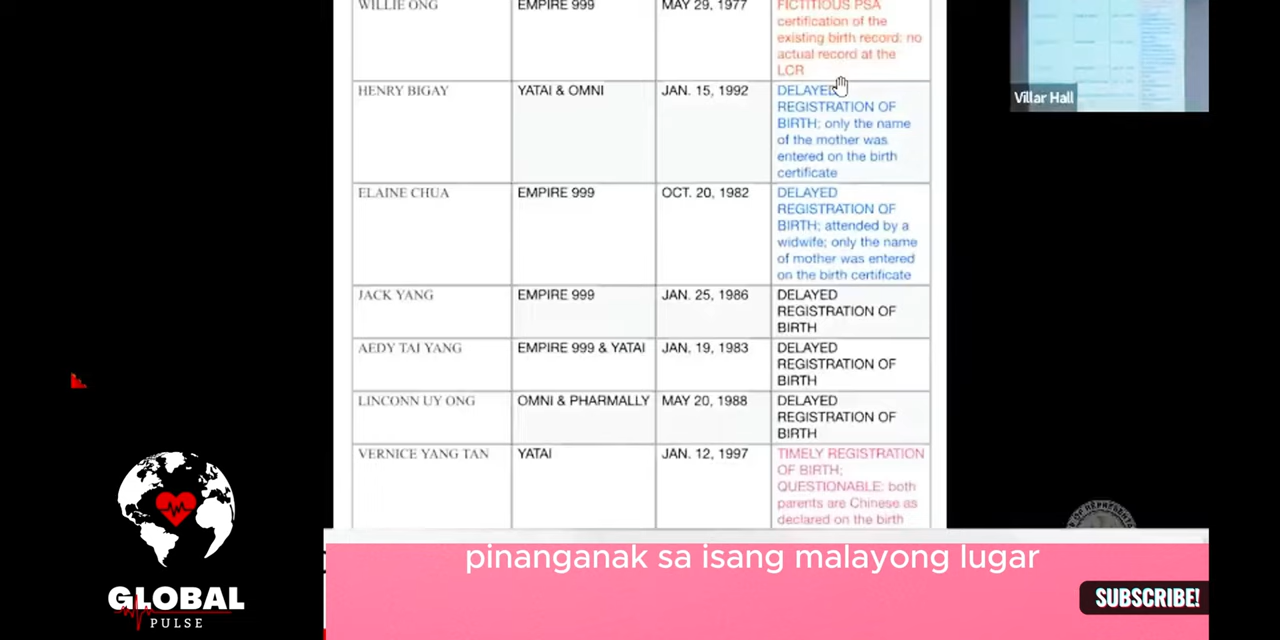 WILLIE ONG
EMPIRE 999
MAY 29, 1977
FICTITIOUS PSA
certification of the
existing birth record: no
actual record at the
LCR
HENRY BIGAY
YATAI & OMNI
JAN. 15, 1992
DELAYED
REGISTRATION OF
BIRTH; only the name
of the mother was
entered on the birth
certificate
ELAINE CHUA
EMPIRE 999
OCT. 20, 1982
DELAYED
REGISTRATION OF
BIRTH; attended by a
widwife; only the name
of mother was entered
on the birth certificate
JACK YANG
EMPIRE 999
JAN. 25, 1986
DELAYED
REGISTRATION OF
BIRTH
AEDY TAI YANG
EMPIRE 999 & YATAI
JAN. 19, 1983
DELAYED
REGISTRATION OF
BIRTH
LINCONN UY ONG
OMNI & PHARMALLY
MAY 20, 1988
DELAYED
REGISTRATION OF
BIRTH
VERNICE YANG TAN
YATAI
JAN. 12, 1997
TIMELY REGISTRATION
OF BIRTH;
QUESTIONABLE: both
parents are Chinese as
declared on the birth
Villar Hall
pinanganak sa isang malayong lugar
SUBSCRIBE!
GLOBAL
PULSE